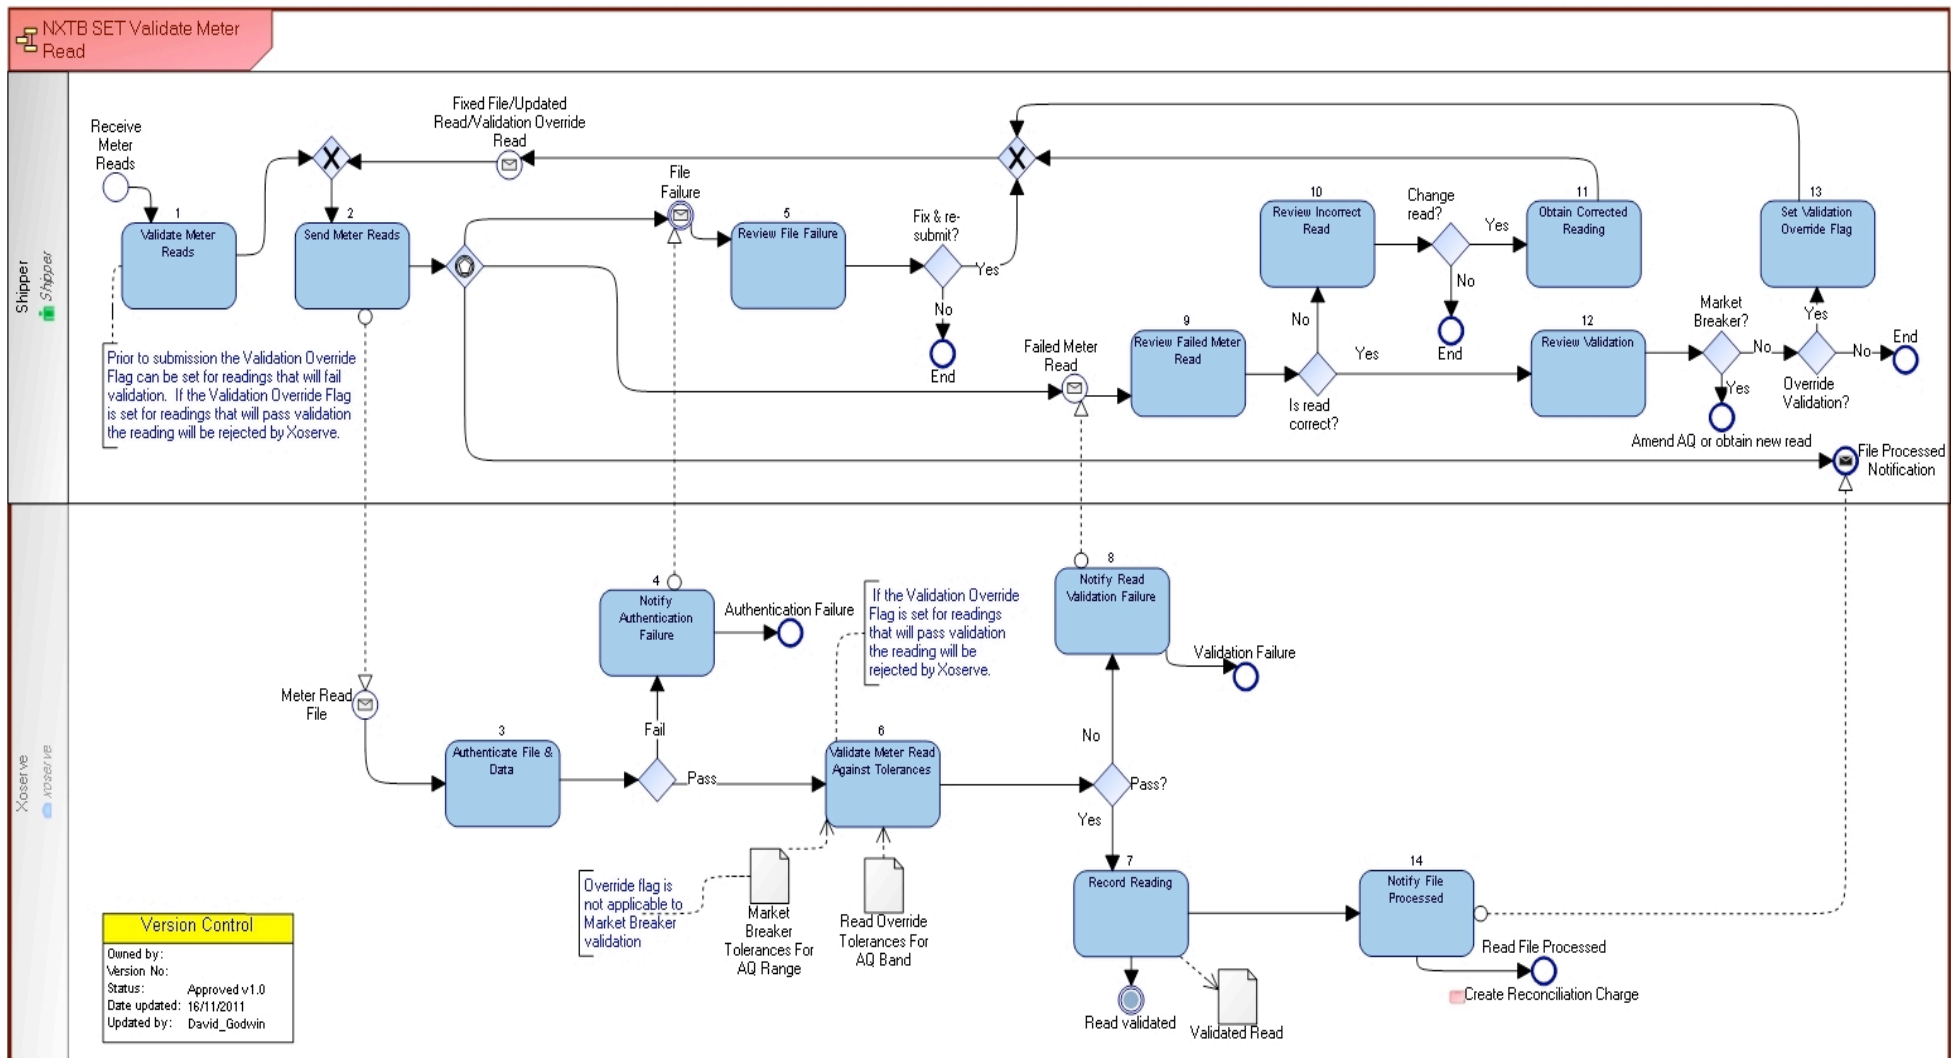 NXTB SET Validate Meter
Read
Shipper
Shipper
Receive
Meter
Reads
1
Validate Meter
Reads
Prior to submission the Validation Override
Flag can be set for readings that will fail
validation.  If the Validation Override Flag
is set for readings that will pass validation
the reading will be rejected by Xoserve.
2
Send Meter Reads
Fixed File/Updated
Read/Validation Override
Read
File
Failure
5
Review File Failure
Fix & re-
submit?
Yes
No
End
Failed Meter
Read
9
Review Failed Meter
Read
Is read
correct?
No
Yes
10
Review Incorrect
Read
Change
read?
Yes
No
End
11
Obtain Corrected
Reading
12
Review Validation
Market
Breaker?
No
Yes
Amend AQ or obtain new read
13
Set Validation
Override Flag
Yes
Override
Validation?
No
End
File Processed
Notification
Xoserve
xoserve
Meter Read
File
3
Authenticate File &
Data
Fail
Pass
4
Notify
Authentication
Failure
Authentication Failure
If the Validation Override
Flag is set for readings
that will pass validation
the reading will be
rejected by Xoserve.
6
Validate Meter Read
Against Tolerances
Override flag is
not applicable to
Market Breaker
validation
Market
Breaker
Tolerances For
AQ Range
Read Override
Tolerances For
AQ Band
8
Notify Read
Validation Failure
Validation Failure
No
Pass?
Yes
7
Record Reading
Read validated
Validated Read
14
Notify File
Processed
Read File Processed
Create Reconciliation Charge
Version Control
Owned by:
Version No:
Status: Approved v1.0
Date updated: 16/11/2011
Updated by: David_Godwin